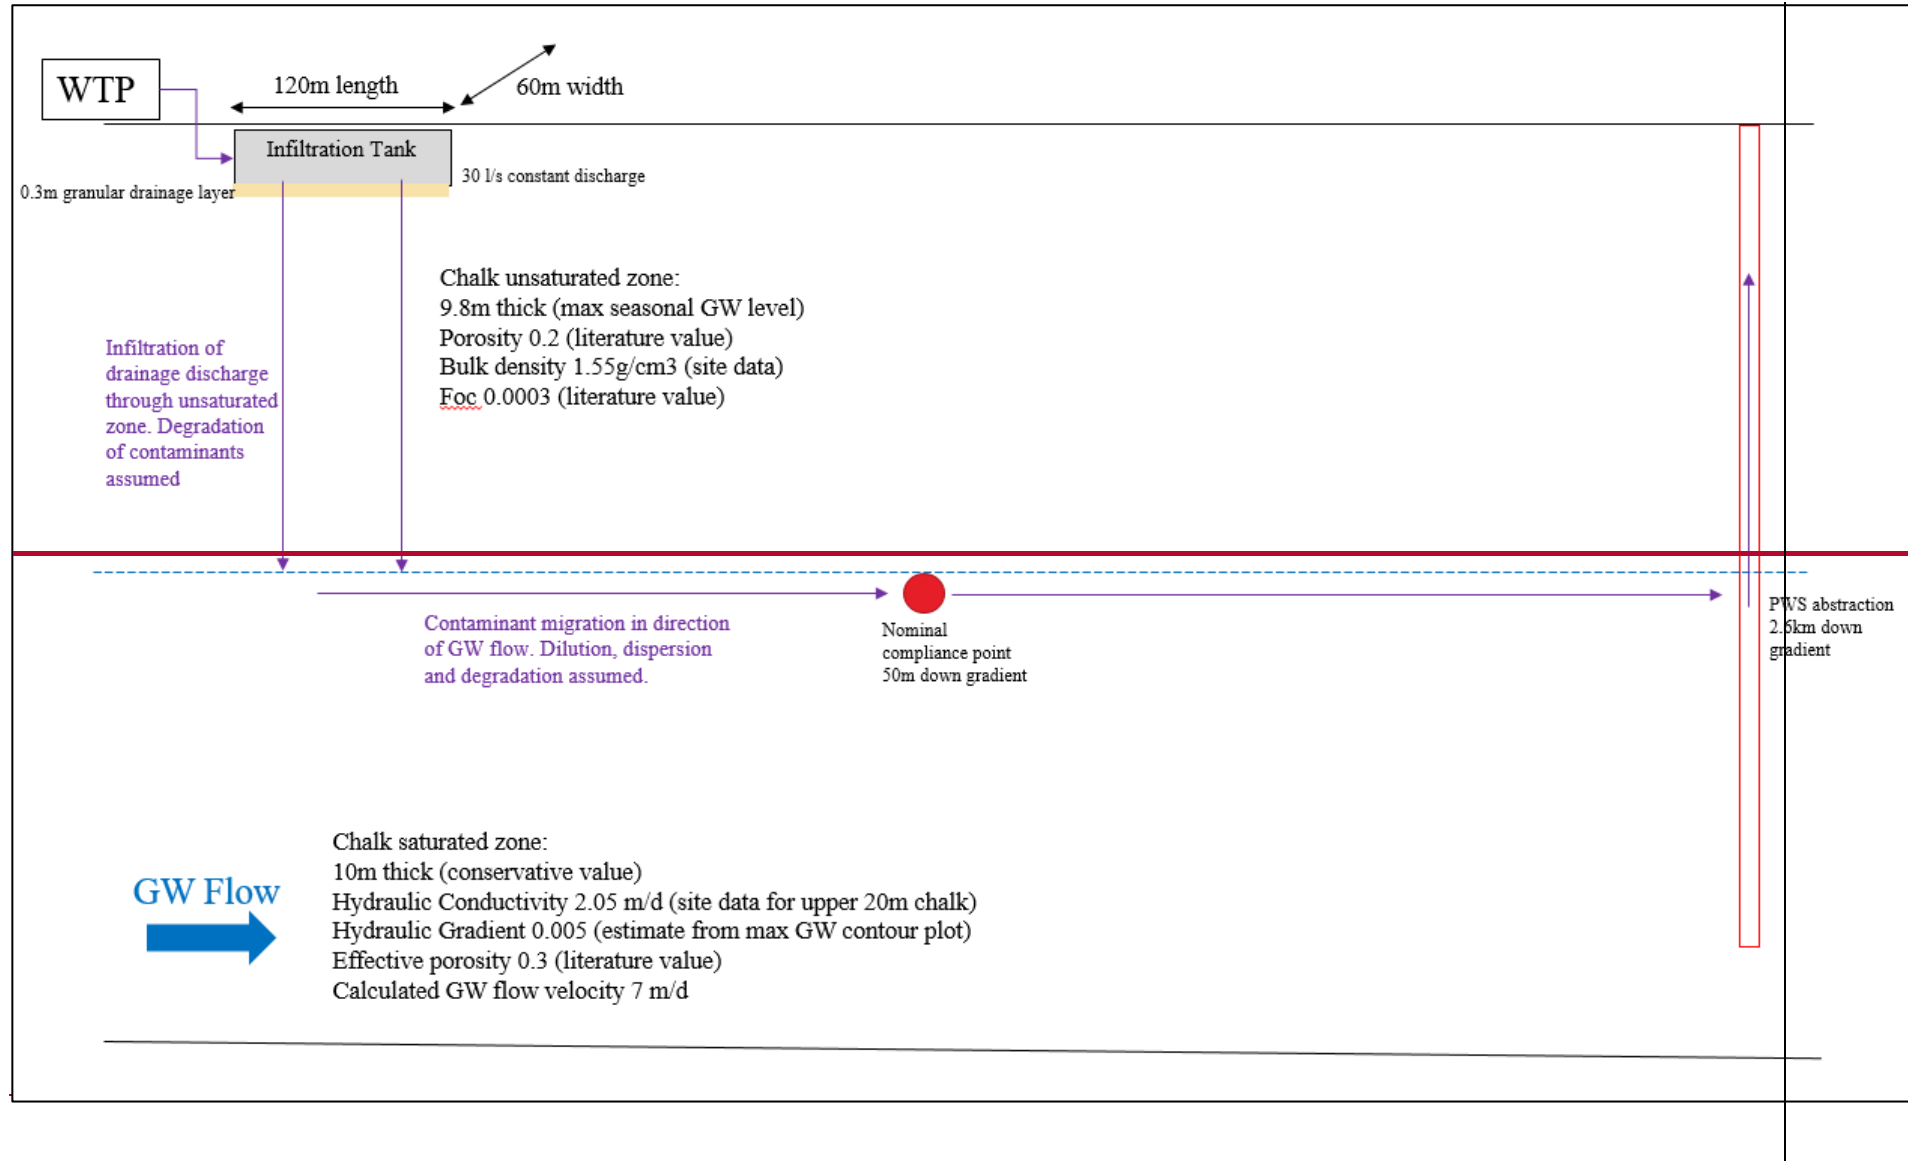 WTP
120m length
60m width
Infiltration Tank
0.3m granular drainage layer
30 l/s constant discharge
Chalk unsaturated zone:
9.8m thick (max seasonal GW level)
Porosity 0.2 (literature value)
Bulk density 1.55g/cm3 (site data)
Foc 0.0003 (literature value)
Infiltration of
drainage discharge
through unsaturated
zone. Degradation
of contaminants
assumed
Contaminant migration in direction
of GW flow. Dilution, dispersion
and degradation assumed.
Nominal
compliance point
50m down gradient
PWS abstraction
2.6km down
gradient
GW Flow
Chalk saturated zone:
10m thick (conservative value)
Hydraulic Conductivity 2.05 m/d (site data for upper 20m chalk)
Hydraulic Gradient 0.005 (estimate from max GW contour plot)
Effective porosity 0.3 (literature value)
Calculated GW flow velocity 7 m/d